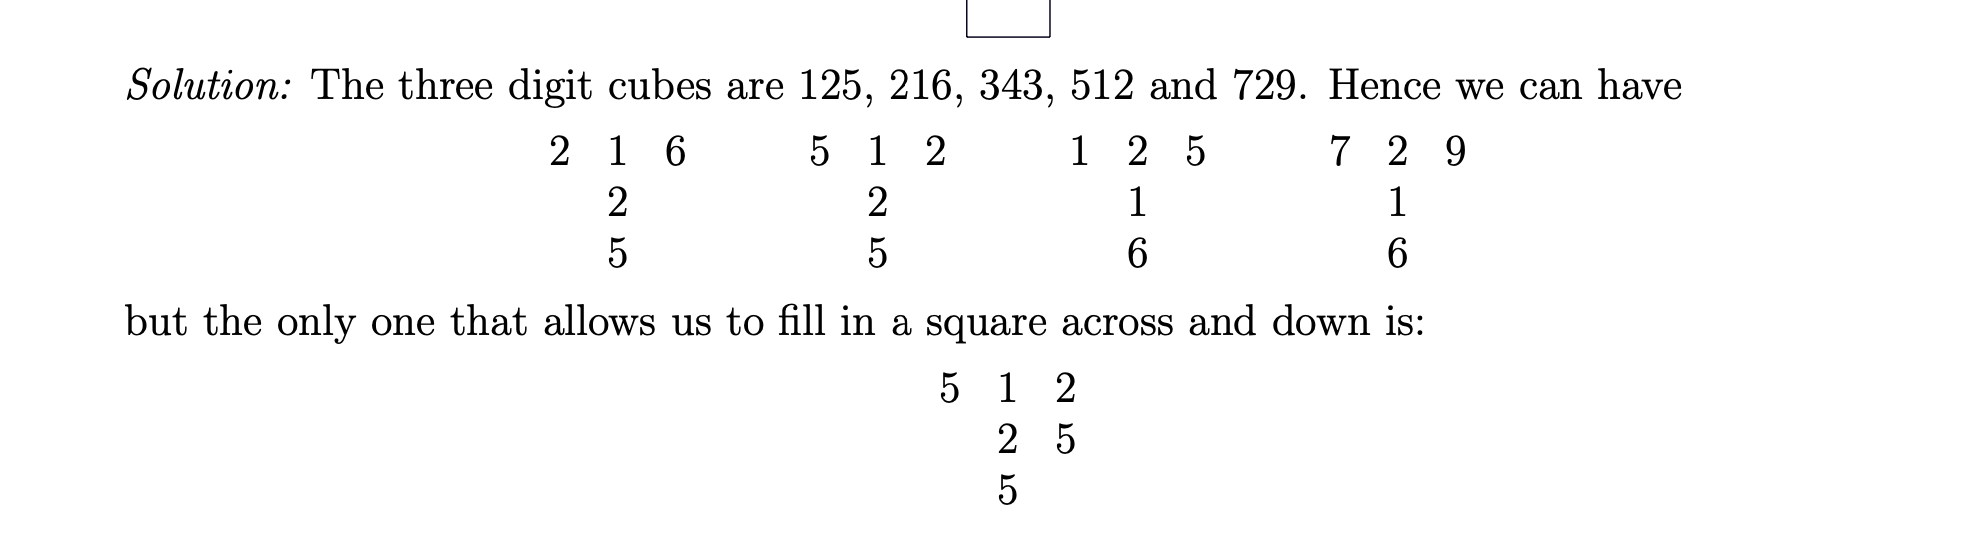 Solution: The three digit cubes are 125, 216, 343, 512 and 729. Hence we can have
2 1 6 5 1 2 1 2 5 7 2 9
2 2 1 1
5 5 6 6
but the only one that allows us to fill in a square across and down is:
5 1 2
2 5
5